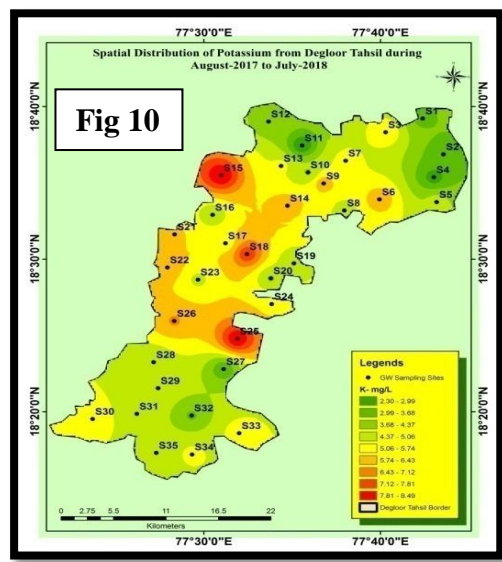 77°30'0"E 77°40'0"E
Spatial Distribution of Potassium from Degloor Tahsil during
August-2017 to July-2018
Fig 10
18°40'0"N 18°40'0"N
S12 S1
S3
S11 S2
S13 S7
S15 S10 S4
S9
S6
S14 S5
S16 S8
S21
S17
18°30'0"N 18°30'0"N
S18
S22 S19
S23 S20
S24
S26
S25
S28
S27
S29
18°20'0"N 18°20'0"N
S30 S31 S32
S33
S35 S34
Legends
GW Sampling Sites
K- mg/L
2.30 - 2.99
2.99 - 3.68
3.68 - 4.37
4.37 - 5.06
5.06 - 5.74
5.74 - 6.43
6.43 - 7.12
7.12 - 7.81
7.81 - 8.49
Degloor Tahsil Border
0 2.75 5.5 11 16.5 22
Kilometers
77°30'0"E 77°40'0"E